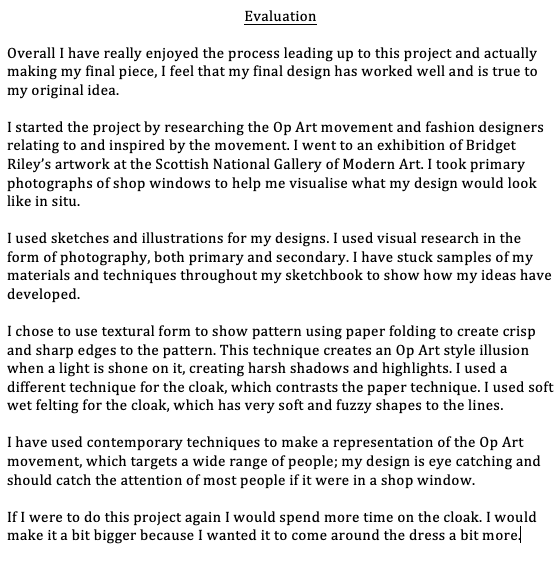 Evaluation
Overall I have really enjoyed the process leading up to this project and actually
making my final piece, I feel that my final design has worked well and is true to
my original idea.
I started the project by researching the Op Art movement and fashion designers
relating to and inspired by the movement. I went to an exhibition of Bridget
Riley’s artwork at the Scottish National Gallery of Modern Art. I took primary
photographs of shop windows to help me visualise what my design would look
like in situ.
I used sketches and illustrations for my designs. I used visual research in the
form of photography, both primary and secondary. I have stuck samples of my
materials and techniques throughout my sketchbook to show how my ideas have
developed.
I chose to use textural form to show pattern using paper folding to create crisp
and sharp edges to the pattern. This technique creates an Op Art style illusion
when a light is shone on it, creating harsh shadows and highlights. I used a
different technique for the cloak, which contrasts the paper technique. I used soft
wet felting for the cloak, which has very soft and fuzzy shapes to the lines.
I have used contemporary techniques to make a representation of the Op Art
movement, which targets a wide range of people; my design is eye catching and
should catch the attention of most people if it were in a shop window.
If I were to do this project again I would spend more time on the cloak. I would
make it a bit bigger because I wanted it to come around the dress a bit more.